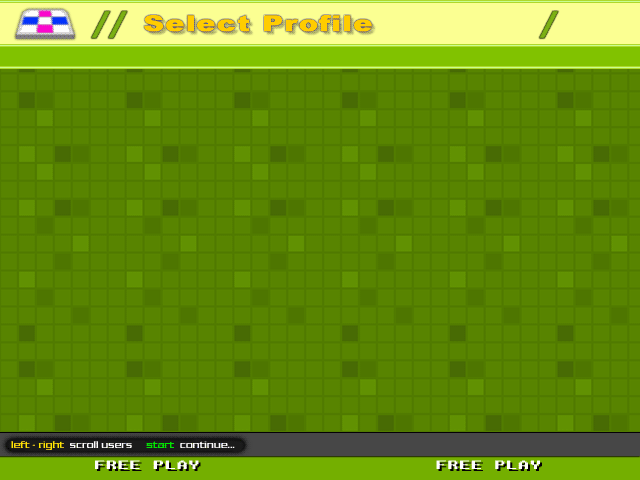 // Select Profile /
left - right scroll users start continue...
FREE PLAY FREE PLAY